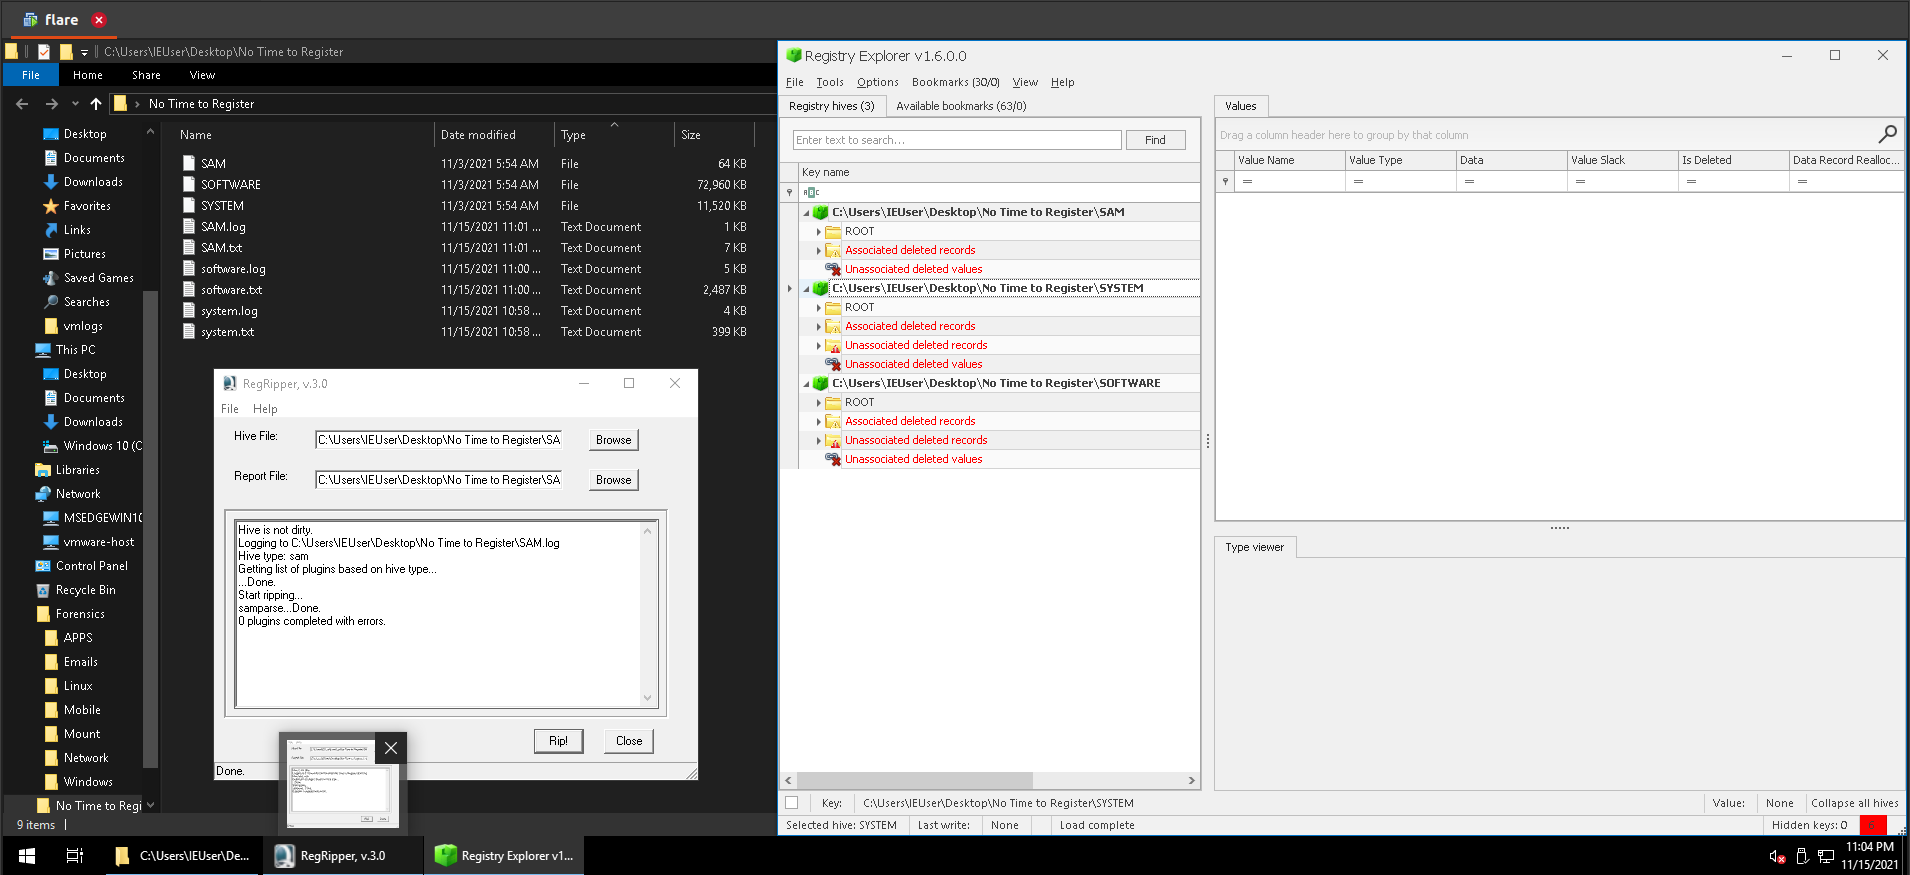 flare
C:\Users\IEUser\Desktop\No Time to Register
File Home Share View
No Time to Register
Desktop
Documents
Downloads
Favorites
Links
Pictures
Saved Games
Searches
vmlogs
This PC
Desktop
Documents
Downloads
Windows 10 (C
Libraries
Network
MSEDGEWIN10
vmware-host
Control Panel
Recycle Bin
Forensics
APPS
Emails
Linux
Mobile
Mount
Network
Windows
No Time to Regi
9 items
Name Date modified Type Size
SAM 11/3/2021 5:54 AM File 64 KB
SOFTWARE 11/3/2021 5:54 AM File 72,960 KB
SYSTEM 11/3/2021 5:54 AM File 11,520 KB
SAM.log 11/15/2021 11:01 ... Text Document 1 KB
SAM.txt 11/15/2021 11:01 ... Text Document 7 KB
software.log 11/15/2021 11:00 ... Text Document 5 KB
software.txt 11/15/2021 11:00 ... Text Document 2,487 KB
system.log 11/15/2021 10:58 ... Text Document 4 KB
system.txt 11/15/2021 10:58 ... Text Document 399 KB
RegRipper, v.3.0
File Help
Hive File: C:\Users\IEUser\Desktop\No Time to Register\SA Browse
Report File: C:\Users\IEUser\Desktop\No Time to Register\SA Browse
Hive is not dirty.
Logging to C:\Users\IEUser\Desktop\No Time to Register\SAM.log
Hive type: sam
Getting list of plugins based on hive type...
...Done.
Start ripping...
samparse...Done.
0 plugins completed with errors.
Rip! Close
Done.
Registry Explorer v1.6.0.0
File Tools Options Bookmarks (30/0) View Help
Registry hives (3) Available bookmarks (63/0)
Enter text to search... Find
Key name
C:\Users\IEUser\Desktop\No Time to Register\SAM
ROOT
Associated deleted records
Unassociated deleted values
C:\Users\IEUser\Desktop\No Time to Register\SYSTEM
ROOT
Associated deleted records
Unassociated deleted records
Unassociated deleted values
C:\Users\IEUser\Desktop\No Time to Register\SOFTWARE
ROOT
Associated deleted records
Unassociated deleted records
Unassociated deleted values
Values
Drag a column header here to group by that column
Value Name Value Type Data Value Slack Is Deleted Data Record Realloc...
= = = = = =
Type viewer
Key: C:\Users\IEUser\Desktop\No Time to Register\SYSTEM Value: None Collapse all hives
Selected hive: SYSTEM Last write: None Load complete Hidden keys: 0
C:\Users\IEUser\De... RegRipper, v.3.0 Registry Explorer v1...
11:04 PM
11/15/2021